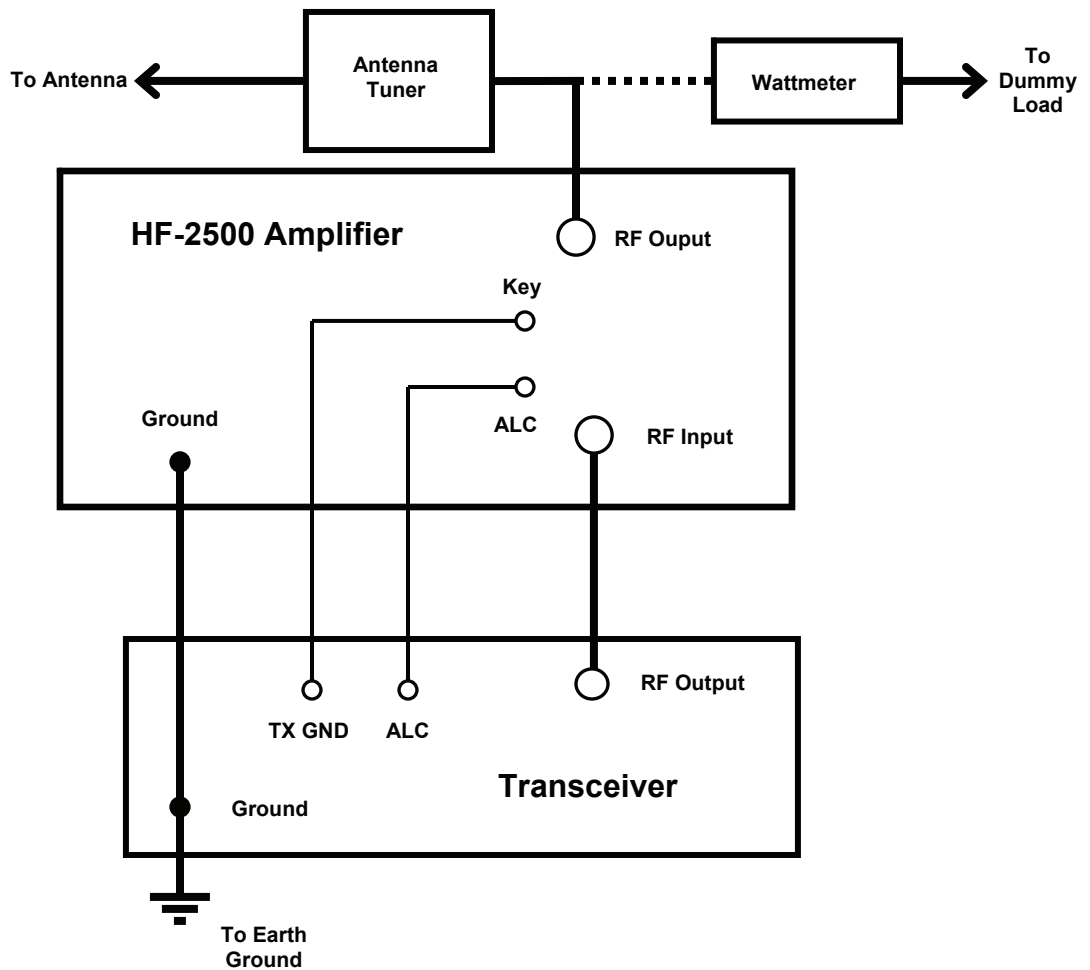 To Antenna
Antenna
Tuner
Wattmeter
To
Dummy
Load
HF-2500 Amplifier
RF Ouput
Key
ALC
Ground
RF Input
RF Output
TX GND
ALC
Transceiver
Ground
To Earth
Ground